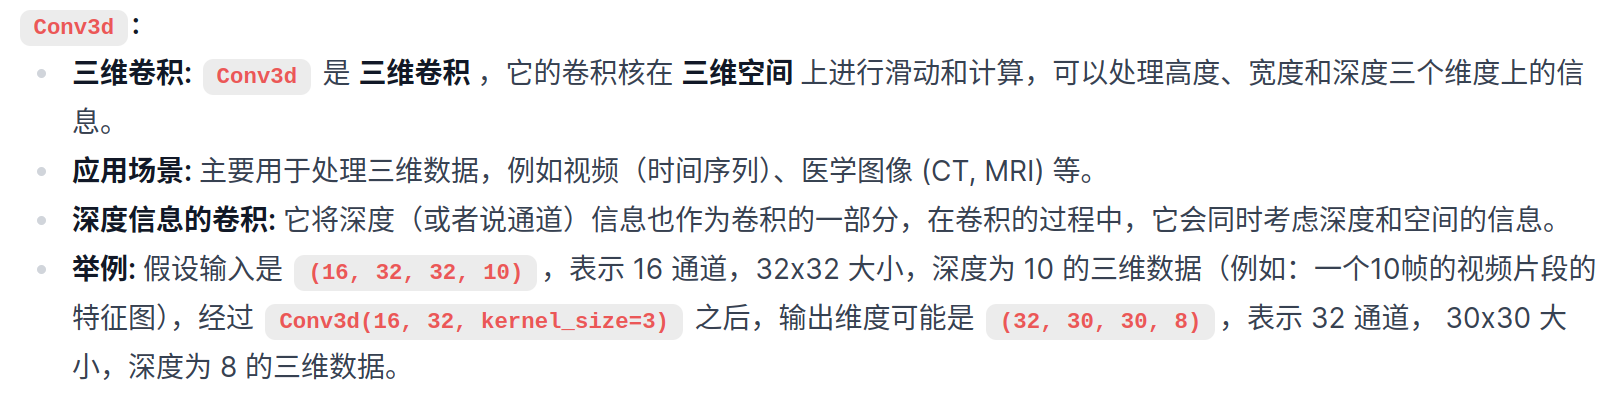 Conv3d：
三维卷积: Conv3d 是 三维卷积 ，它的卷积核在 三维空间 上进行滑动和计算，可以处理高度、宽度和深度三个维度上的信
息。
应用场景: 主要用于处理三维数据，例如视频（时间序列）、医学图像 (CT, MRI) 等。
深度信息的卷积: 它将深度（或者说通道）信息也作为卷积的一部分，在卷积的过程中，它会同时考虑深度和空间的信息。
举例: 假设输入是 (16, 32, 32, 10) ，表示 16 通道，32x32 大小，深度为 10 的三维数据（例如：一个10帧的视频片段的
特征图），经过 Conv3d(16, 32, kernel_size=3) 之后，输出维度可能是 (32, 30, 30, 8) ，表示 32 通道， 30x30 大
小，深度为 8 的三维数据。